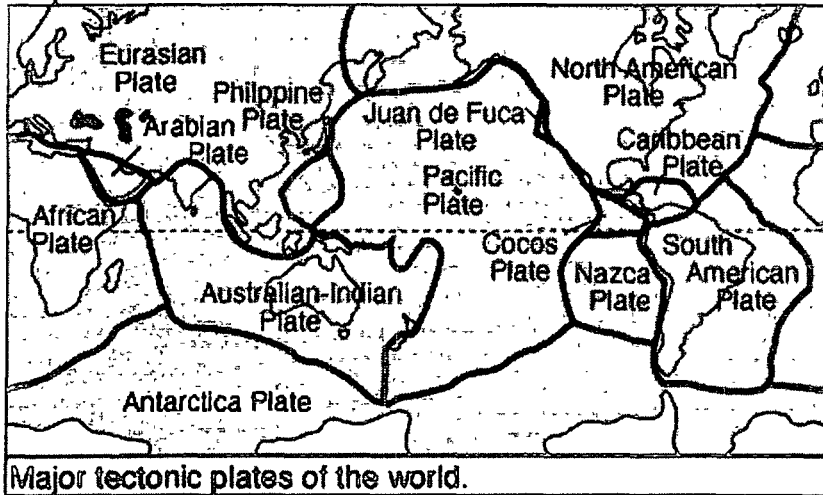 Eurasian
Plate
Philppine
Plate
Arabian
Plate
North American
Plate
Juan de Fuca
Plate
Caribbean
Plate
Pacific
Plate
African
Plate
Cocos
Plate
Nazca
Plate
South
American
Plate
Australian-Indian
Plate
Antarctica Plate
Major tectonic plates of the world.